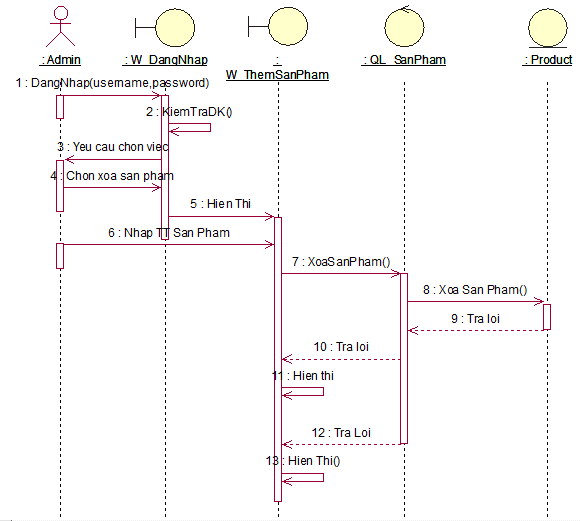 : Admin
: W_DangNhap
:
W_ThemSanPham
: QL_SanPham
: Product
1 : DangNhap(username,password)
2 : KiemTraDK()
3 : Yeu cau chon viec
4 : Chon xoa san pham
5 : Hien Thi
6 : Nhap TT San Pham
7 : XoaSanPham()
8 : Xoa San Pham()
9 : Tra loi
10 : Tra loi
11 : Hien thi
12 : Tra Loi
13 : Hien Thi()